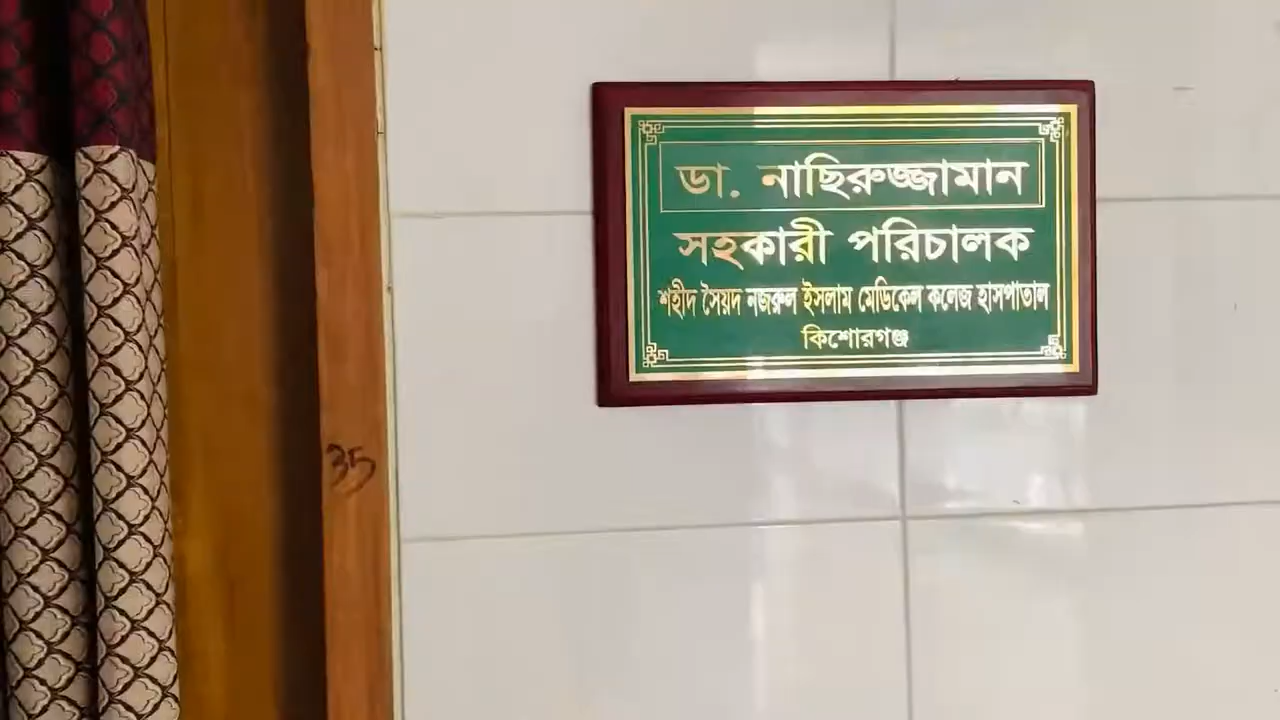 ডা. নাছিরুজ্জামান
সহকারী পরিচালক
শহীদ সৈয়দ নজরুল ইসলাম মেডিকেল কলেজ হাসপাতাল
কিশোরগঞ্জ
35